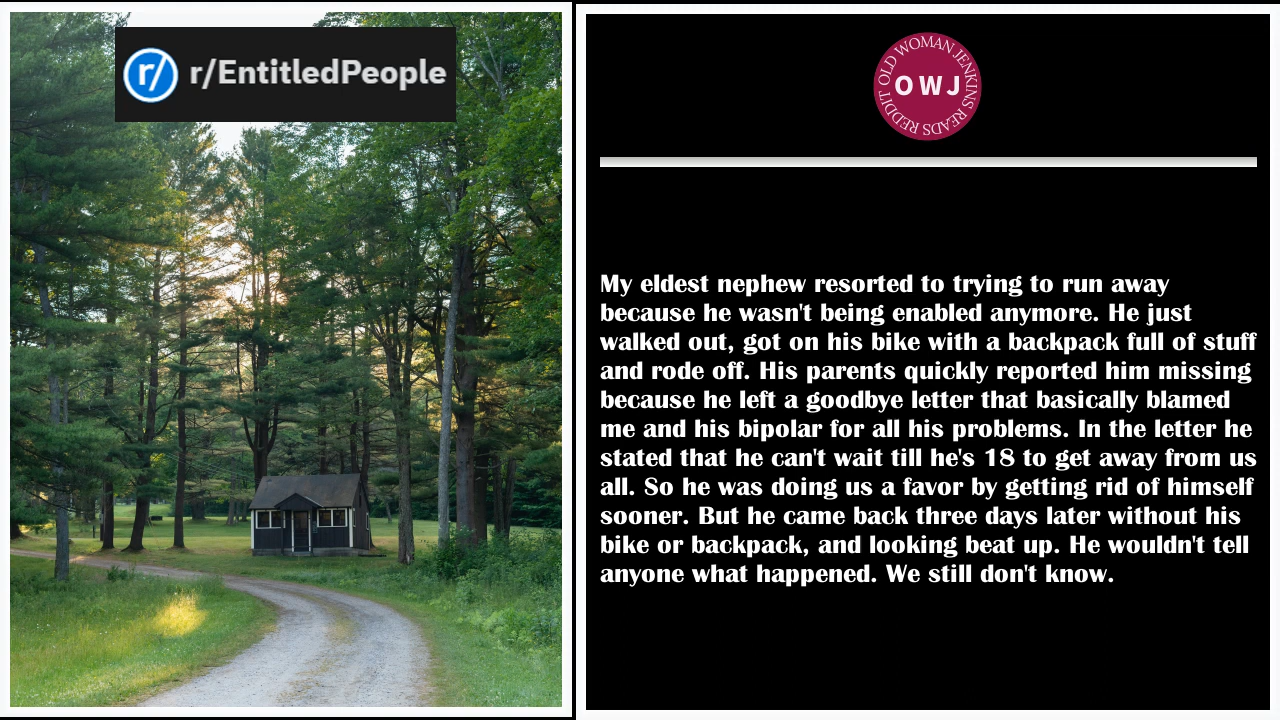 r/
r/EntitledPeople
OLD WOMAN JENKINS READS REDDIT
OWJ
My eldest nephew resorted to trying to run away
because he wasn't being enabled anymore. He just
walked out, got on his bike with a backpack full of stuff
and rode off. His parents quickly reported him missing
because he left a goodbye letter that basically blamed
me and his bipolar for all his problems. In the letter he
stated that he can't wait till he's 18 to get away from us
all. So he was doing us a favor by getting rid of himself
sooner. But he came back three days later without his
bike or backpack, and looking beat up. He wouldn't tell
anyone what happened. We still don't know.